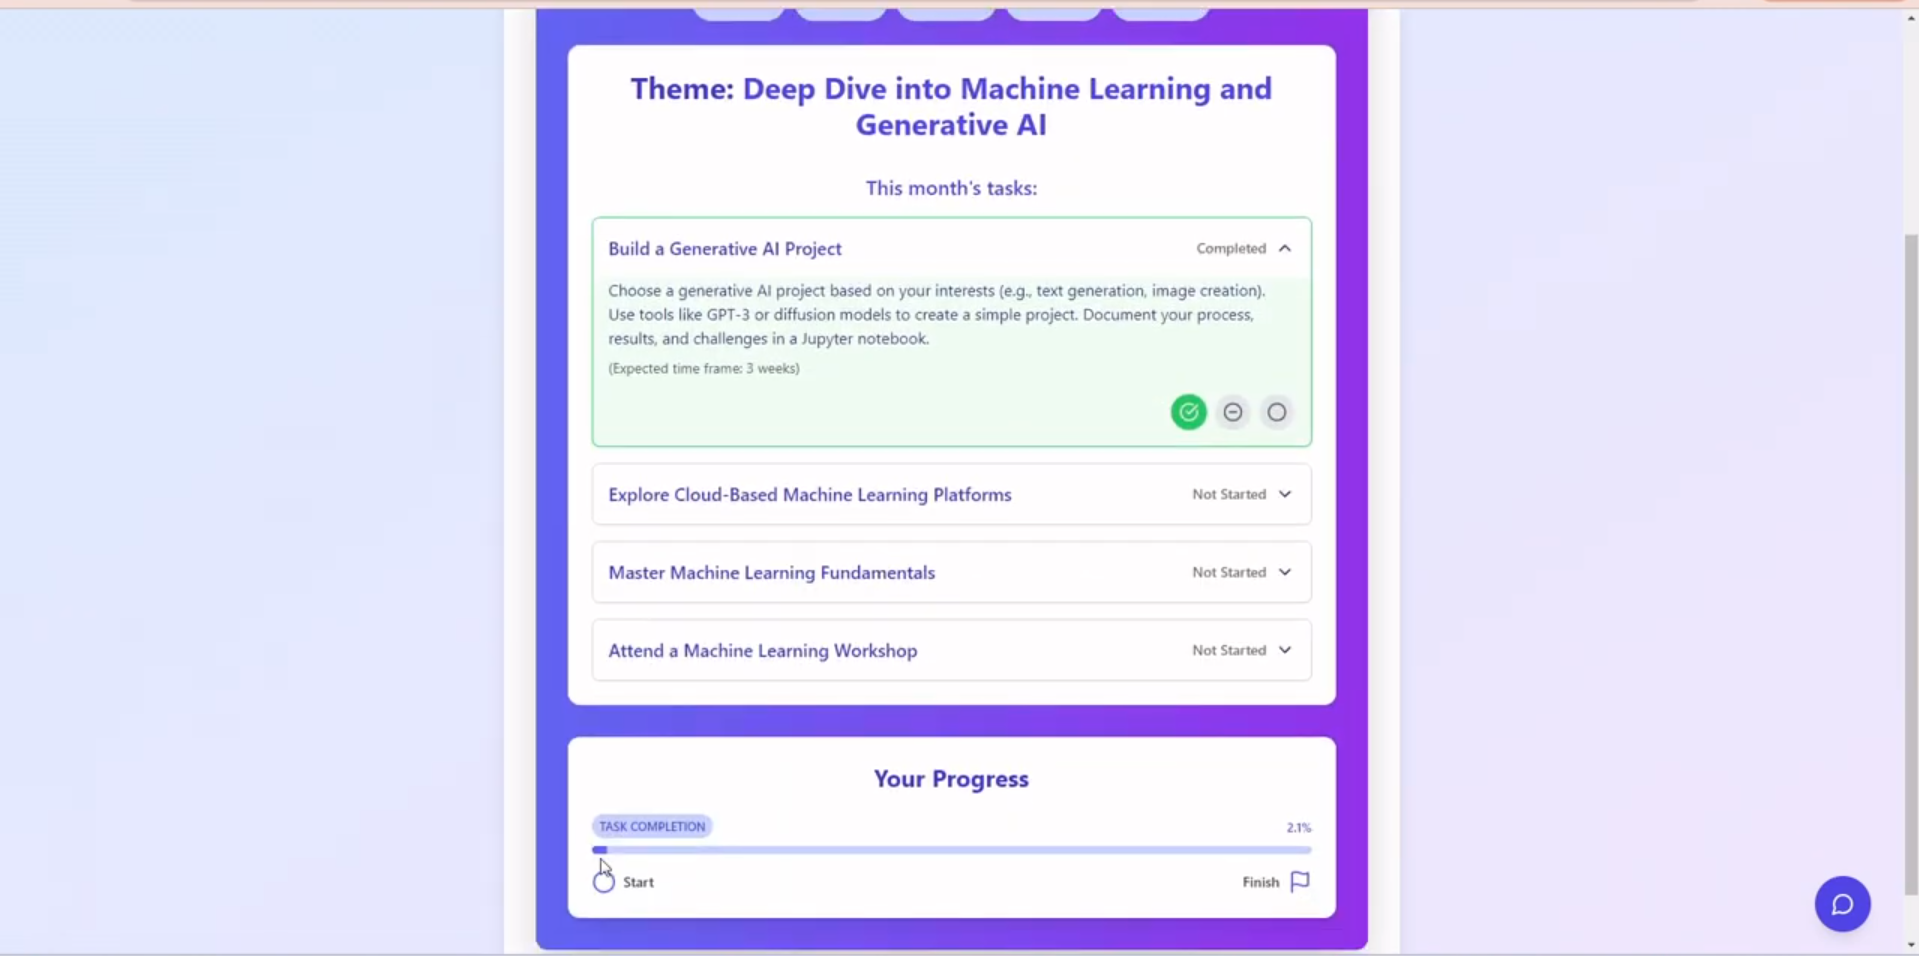 Theme: Deep Dive into Machine Learning and
Generative AI
This month's tasks:
Build a Generative AI Project
Completed
Choose a generative AI project based on your interests (e.g., text generation, image creation).
Use tools like GPT-3 or diffusion models to create a simple project. Document your process,
results, and challenges in a Jupyter notebook.
(Expected time frame: 3 weeks)
Explore Cloud-Based Machine Learning Platforms
Not Started
Master Machine Learning Fundamentals
Not Started
Attend a Machine Learning Workshop
Not Started
Your Progress
TASK COMPLETION
2.1%
Start
Finish